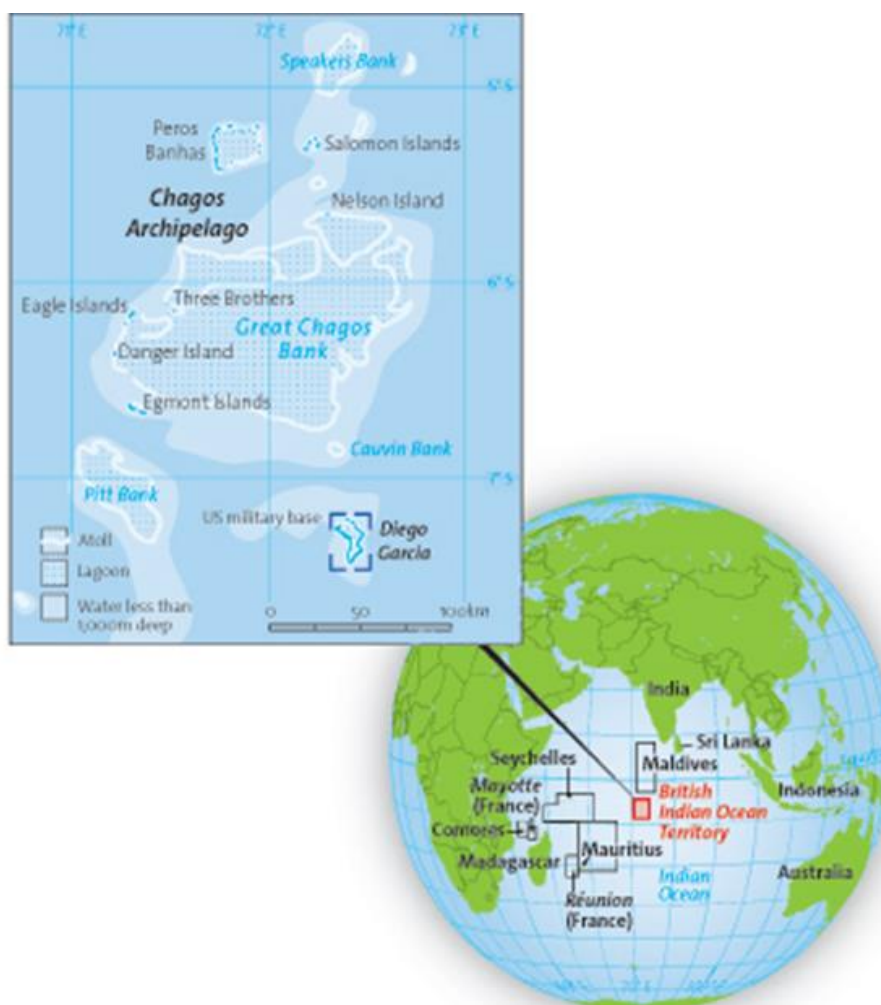 71° E
72° E
73° E
Speakers Bank
5° S
Peros
Banhas
Salomon Islands
Chagos
Archipelago
Nelson Island
6° S
Eagle Islands
Three Brothers
Great Chagos
Bank
Danger Island
Egmont Islands
Cauvin Bank
7° S
Pitt Bank
US military base
Diego
Garcia
Atoll
Lagoon
Water less than
1,000m deep
0 50 100km
India
Sri Lanka
Seychelles
Maldives
Mayotte
(France)
British
Indian Ocean
Territory
Indonesia
Comores
Madagascar
Mauritius
Indian
Ocean
Australia
Réunion
(France)
70° E